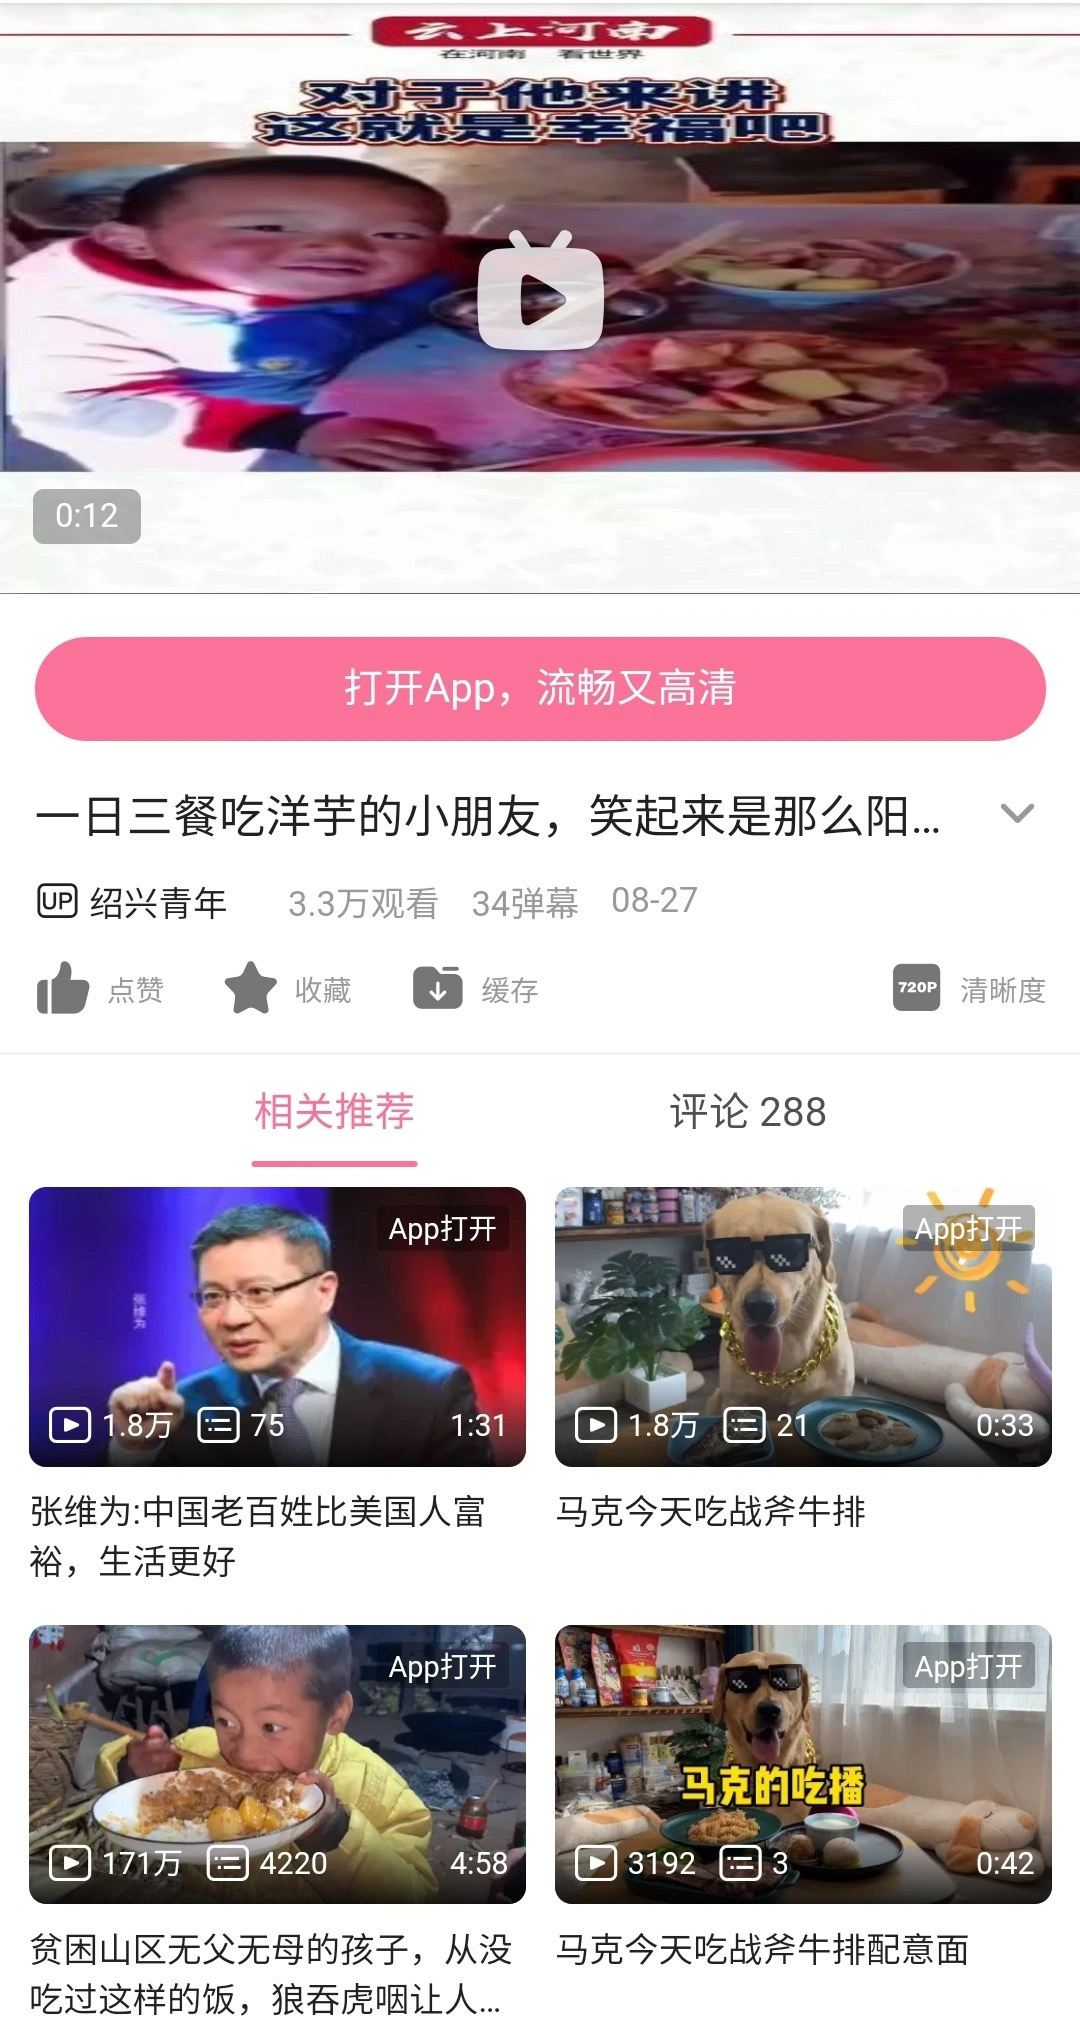 云上河南
在河南 看世界
对于他来讲
这就是幸福吧
0:12
打开App，流畅又高清
一日三餐吃洋芋的小朋友，笑起来是那么阳...
UP 绍兴青年 3.3万观看 34弹幕 08-27
点赞 收藏 缓存 720P 清晰度
相关推荐 评论 288
App打开
张维为
1.8万 75 1:31
张维为:中国老百姓比美国人富
裕，生活更好
App打开
1.8万 21 0:33
马克今天吃战斧牛排
App打开
171万 4220 4:58
贫困山区无父无母的孩子，从没
吃过这样的饭，狼吞虎咽让人...
App打开
马克的吃播
3192 3 0:42
马克今天吃战斧牛排配意面